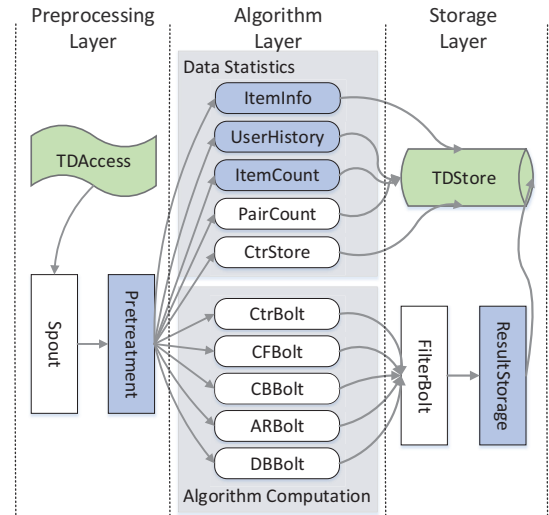 Preprocessing
Layer
Algorithm
Layer
Storage
Layer
Data Statistics
ItemInfo
UserHistory
ItemCount
PairCount
CtrStore
TDAccess
TDStore
Spout
Pretreatment
CtrBolt
CFBolt
CBBolt
ARBolt
DBBolt
Algorithm Computation
FilterBolt
ResultStorage